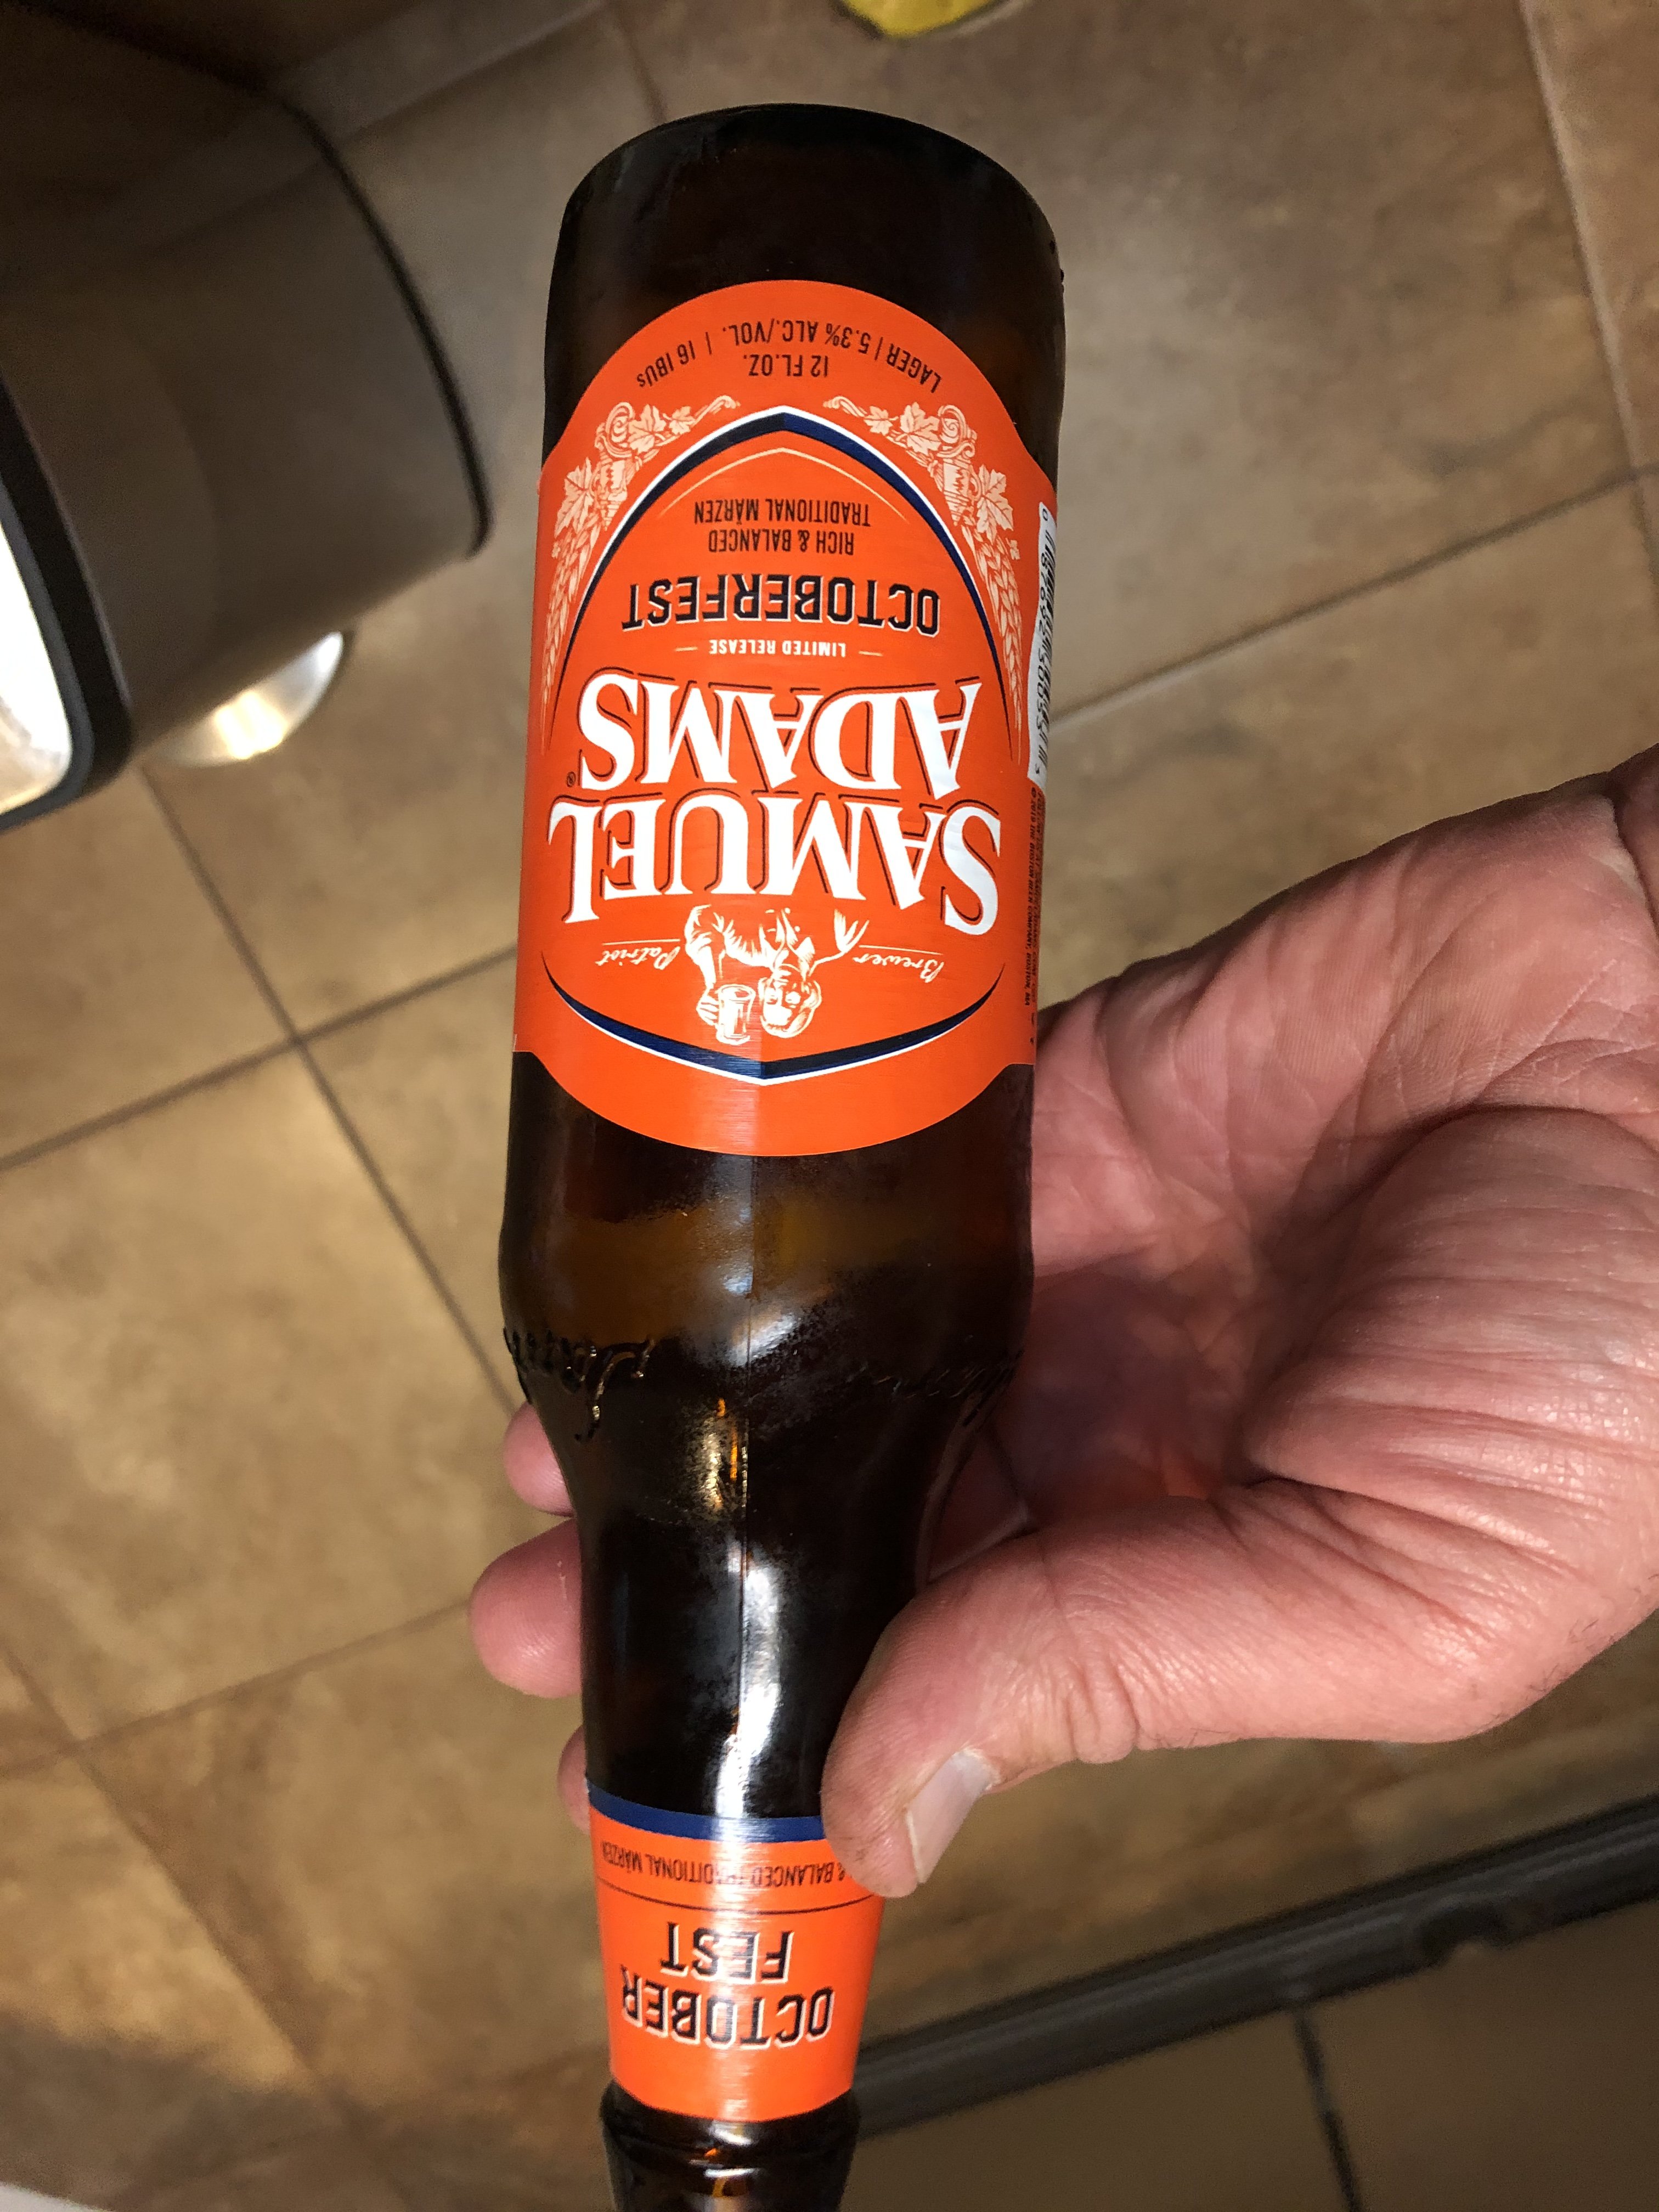 OCTOBER
FEST
& BALANCED TRADITIONAL MÄRZEN
Brewer Patriot
SAMUEL
ADAMS®
LIMITED RELEASE
OCTOBERFEST
RICH & BALANCED
TRADITIONAL MÄRZEN
12 FL.OZ.
LAGER | 5.3% ALC./VOL. | 16 IBUs